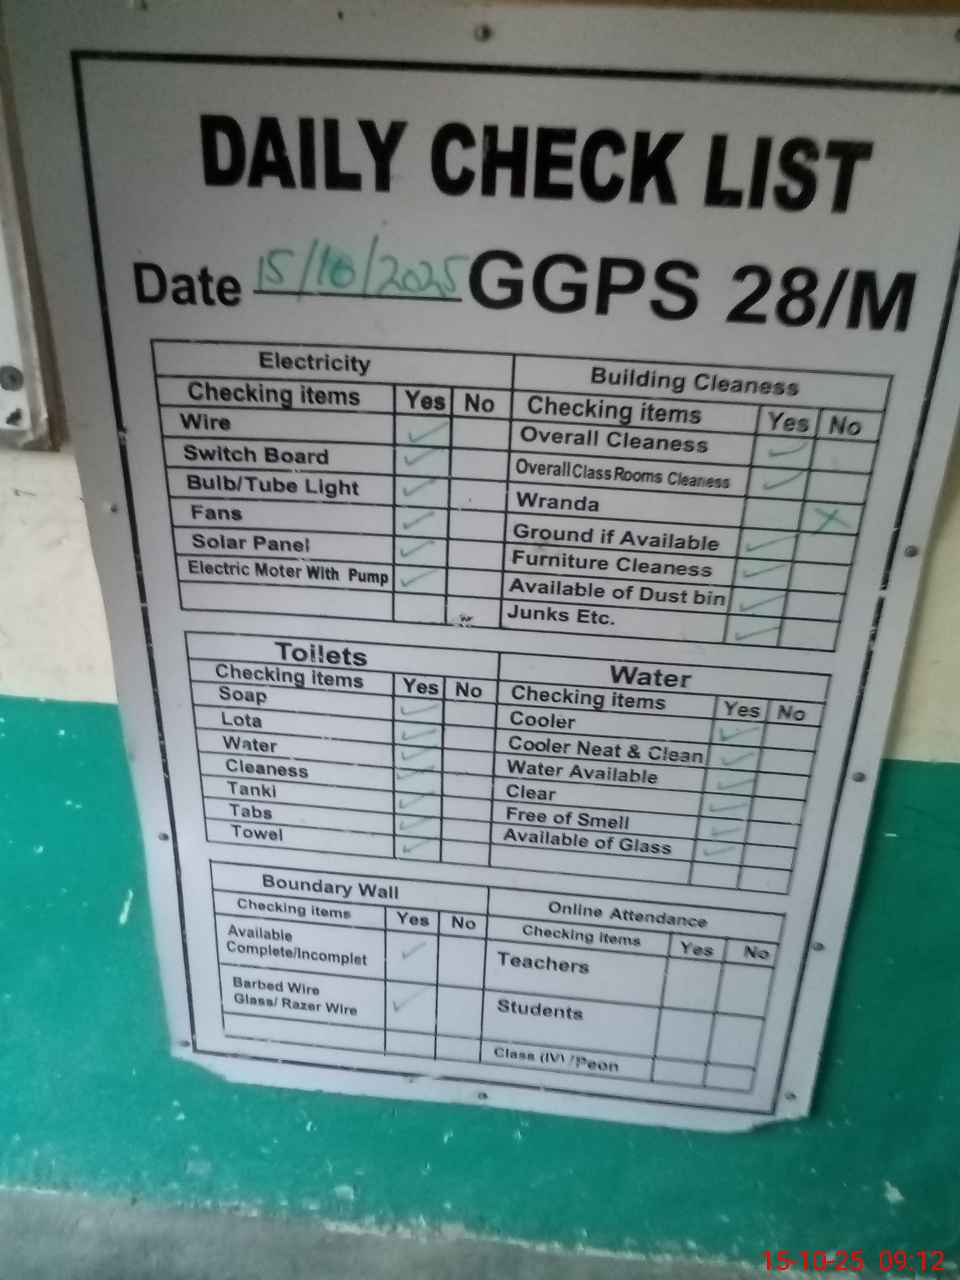 DAILY CHECK LIST
Date 15/10/2025 GGPS 28/M
Electricity
Checking items Yes No
Wire ✓
Switch Board ✓
Bulb/Tube Light ✓
Fans ✓
Solar Panel ✓
Electric Moter With Pump ✓
Building Cleaness
Checking items Yes No
Overall Cleaness ✓
Overall Class Rooms Cleaness ✓
Wranda ✗
Ground if Available ✓
Furniture Cleaness ✓
Available of Dust bin ✓
Junks Etc. ✓
Toilets
Checking items Yes No
Soap ✓
Lota ✓
Water ✓
Cleaness ✓
Tanki ✓
Tabs ✓
Towel ✓
Water
Checking items Yes No
Cooler ✓
Cooler Neat & Clean ✓
Water Available ✓
Clear ✓
Free of Smell ✓
Available of Glass ✓
Boundary Wall
Checking items Yes No
Available
Complete/Incomplet ✓
Barbed Wire
Glass/ Razer Wire ✓
Online Attendance
Checking items Yes No
Teachers
Students
Class (IV) /Peon
15-10-25 09:12